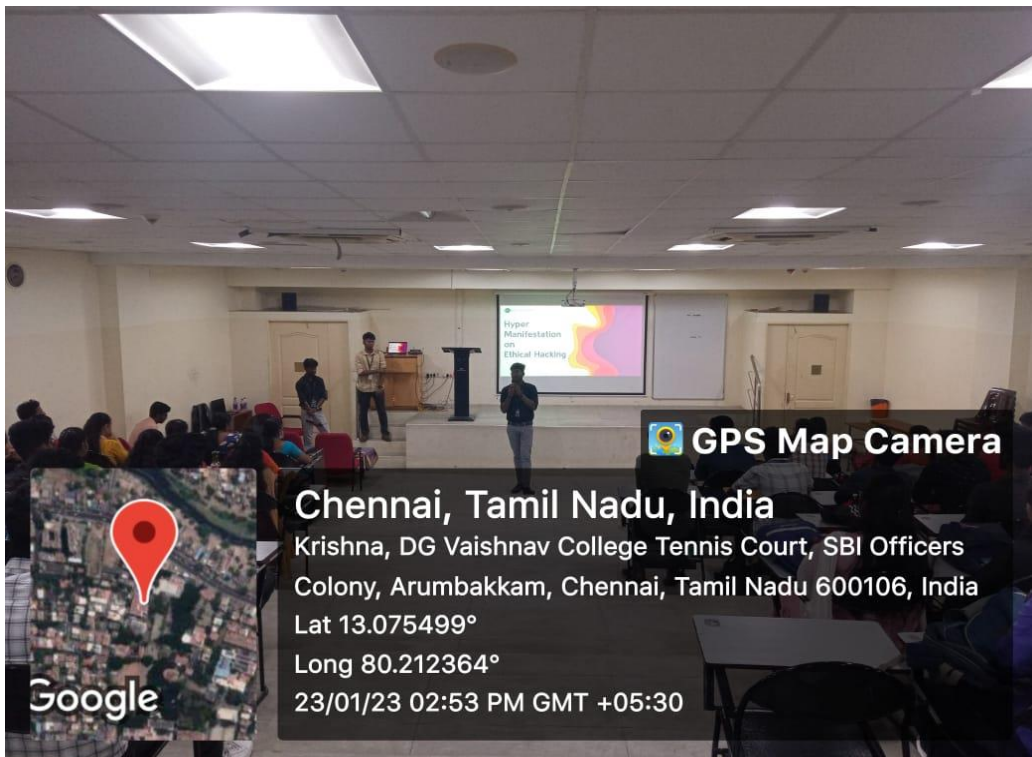 Hyper
Manifestation
on
Ethical Hacking
GPS Map Camera
Chennai, Tamil Nadu, India
Krishna, DG Vaishnav College Tennis Court, SBI Officers
Colony, Arumbakkam, Chennai, Tamil Nadu 600106, India
Lat 13.075499°
Long 80.212364°
23/01/23 02:53 PM GMT +05:30
Google